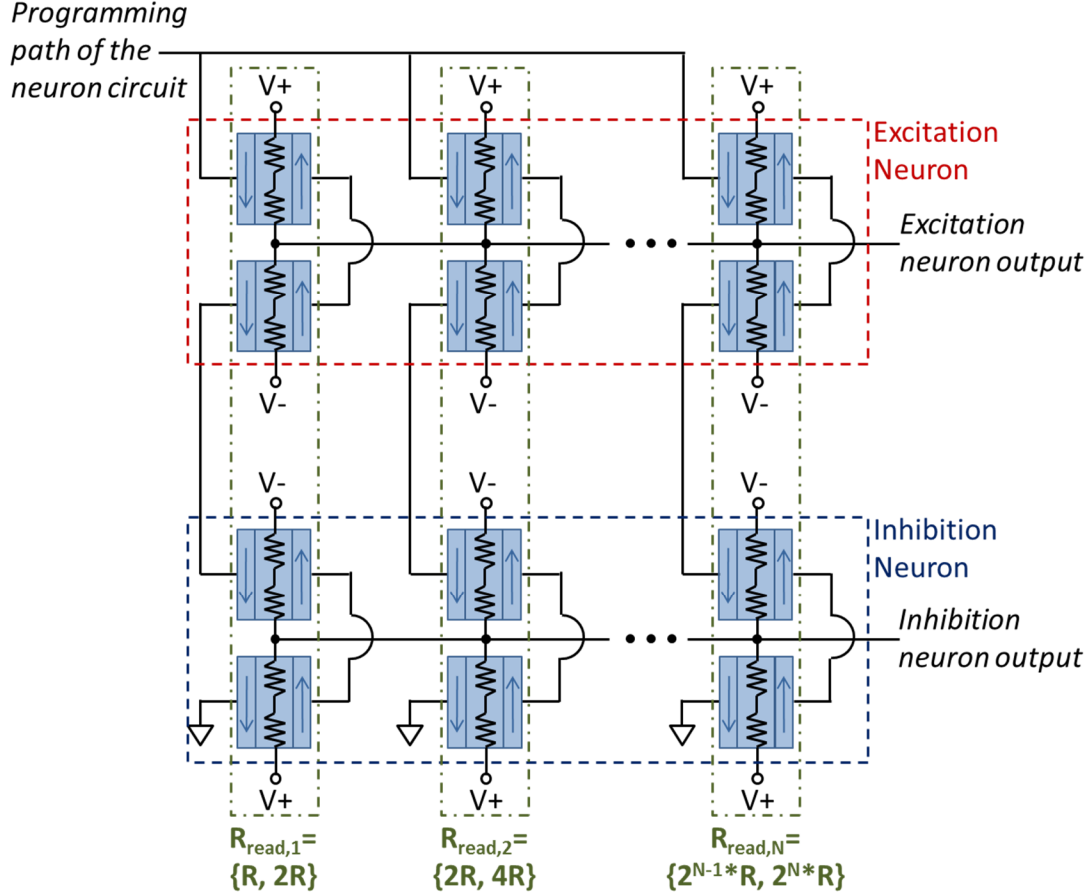 Programming
path of the
neuron circuit
V+
V+
V+
Excitation
Neuron
Excitation
neuron output
V-
V-
V-
V-
V-
V-
Inhibition
Neuron
Inhibition
neuron output
V+
V+
V+
Rread,1=
{R, 2R}
Rread,2=
{2R, 4R}
Rread,N=
{2N-1*R, 2N*R}